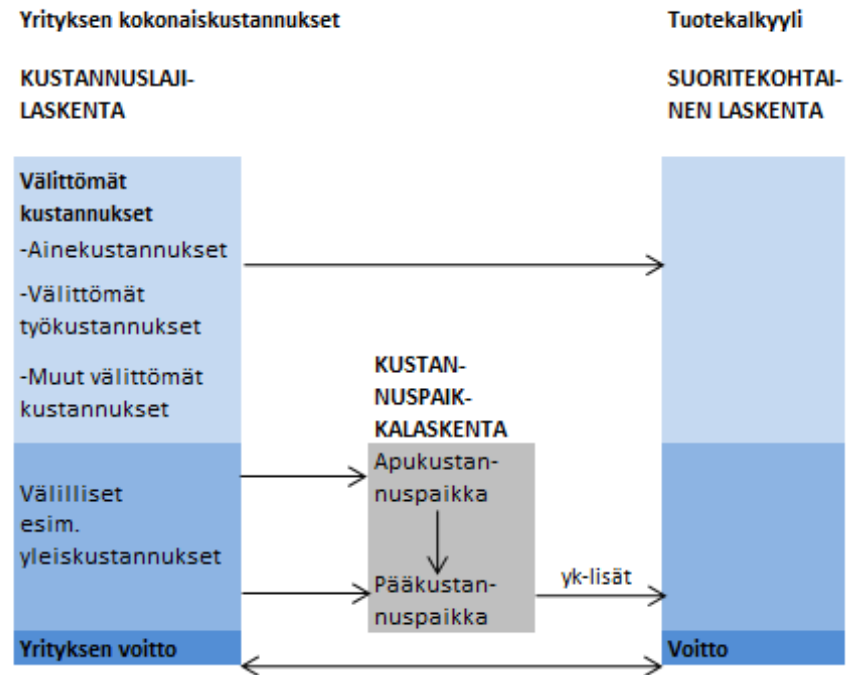 Yrityksen kokonaiskustannukset
Tuotekalkyyli
KUSTANNUSLAJI-
LASKENTA
SUORITEKOHTAI-
NEN LASKENTA
Välittömät
kustannukset
-Ainekustannukset
-Välittömät
työkustannukset
-Muut välittömät
kustannukset
KUSTAN-
NUSPAIK-
KALASKENTA
Apukustan-
nuspaikka
Välilliset
esim.
yleiskustannukset
Pääkustan-
nuspaikka
yk-lisät
Yrityksen voitto
Voitto